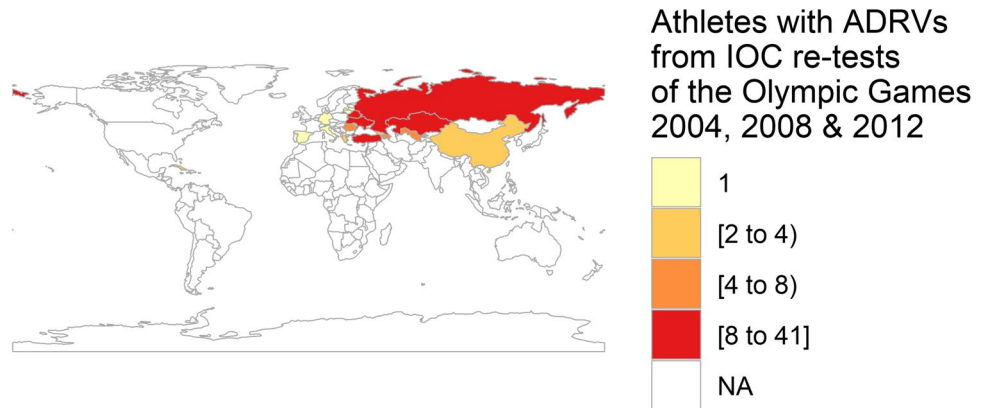 Athletes with ADRVs
from IOC re-tests
of the Olympic Games
2004, 2008 & 2012
1
[2 to 4)
[4 to 8)
[8 to 41]
NA